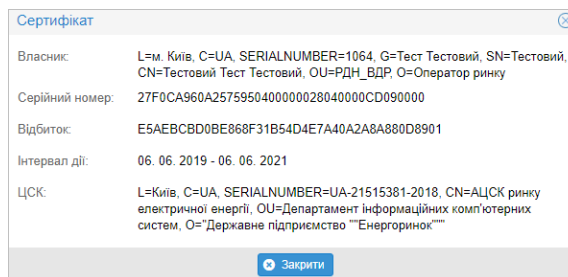 Сертифікат
Власник: L=м. Київ, C=UA, SERIALNUMBER=1064, G=Тест Тестовий, SN=Тестовий,
CN=Тестовий Тест Тестовий, OU=РДН_ВДР, O=Оператор ринку
Серійний номер: 27F0CA960A2575950400000028040000CD090000
Відбиток: E5AEBCBD0BE868F31B54D4E7A40A2A8A880D8901
Інтервал дії: 06. 06. 2019 - 06. 06. 2021
ЦСК: L=Київ, C=UA, SERIALNUMBER=UA-21515381-2018, CN=АЦСК ринку
електричної енергії, OU=Департамент інформаційних комп'ютерних
систем, O="Державне підприємство ""Енергоринок"""
Закрити